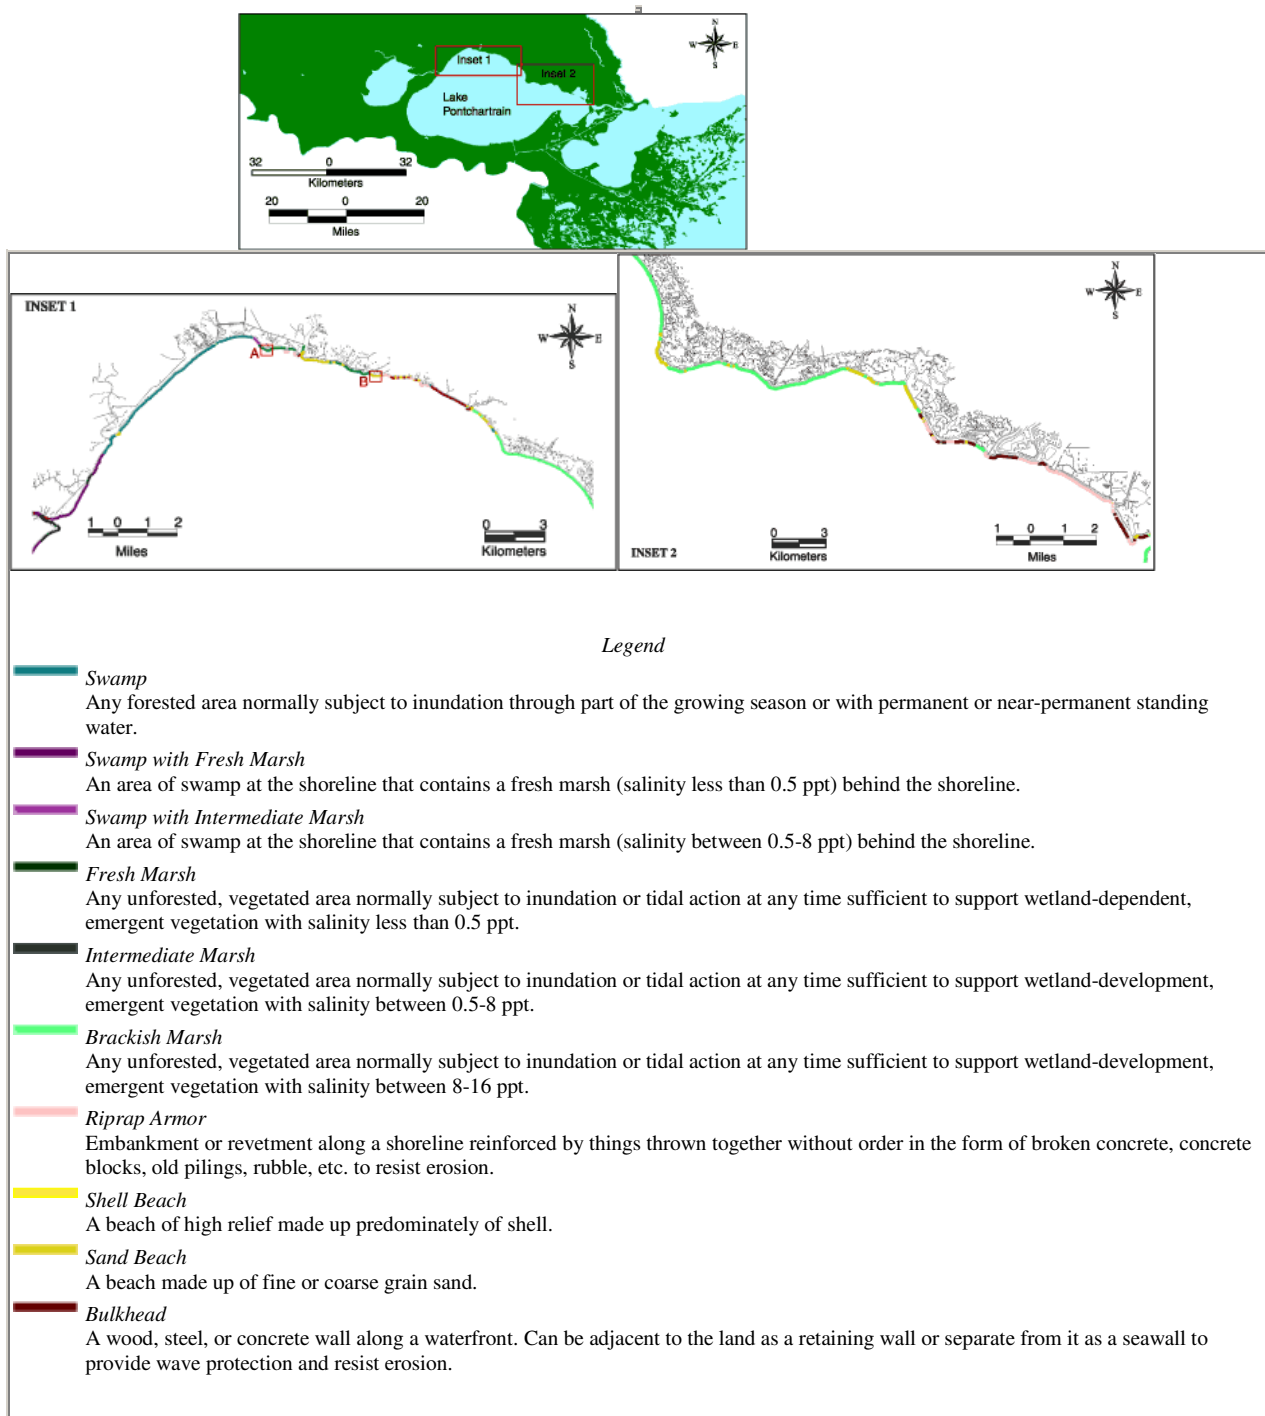 N
W E
S
Inset 1
Inset 2
Lake
Pontchartrain
32 0 32
Kilometers
20 0 20
Miles
INSET 1
N
W E
S
A
B
1 0 1 2
Miles
0 3
Kilometers
N
W E
S
0 3
Kilometers
1 0 1 2
Miles
INSET 2
Legend
Swamp
Any forested area normally subject to inundation through part of the growing season or with permanent or near-permanent standing
water.
Swamp with Fresh Marsh
An area of swamp at the shoreline that contains a fresh marsh (salinity less than 0.5 ppt) behind the shoreline.
Swamp with Intermediate Marsh
An area of swamp at the shoreline that contains a fresh marsh (salinity between 0.5-8 ppt) behind the shoreline.
Fresh Marsh
Any unforested, vegetated area normally subject to inundation or tidal action at any time sufficient to support wetland-dependent,
emergent vegetation with salinity less than 0.5 ppt.
Intermediate Marsh
Any unforested, vegetated area normally subject to inundation or tidal action at any time sufficient to support wetland-development,
emergent vegetation with salinity between 0.5-8 ppt.
Brackish Marsh
Any unforested, vegetated area normally subject to inundation or tidal action at any time sufficient to support wetland-development,
emergent vegetation with salinity between 8-16 ppt.
Riprap Armor
Embankment or revetment along a shoreline reinforced by things thrown together without order in the form of broken concrete, concrete
blocks, old pilings, rubble, etc. to resist erosion.
Shell Beach
A beach of high relief made up predominately of shell.
Sand Beach
A beach made up of fine or coarse grain sand.
Bulkhead
A wood, steel, or concrete wall along a waterfront. Can be adjacent to the land as a retaining wall or separate from it as a seawall to
provide wave protection and resist erosion.